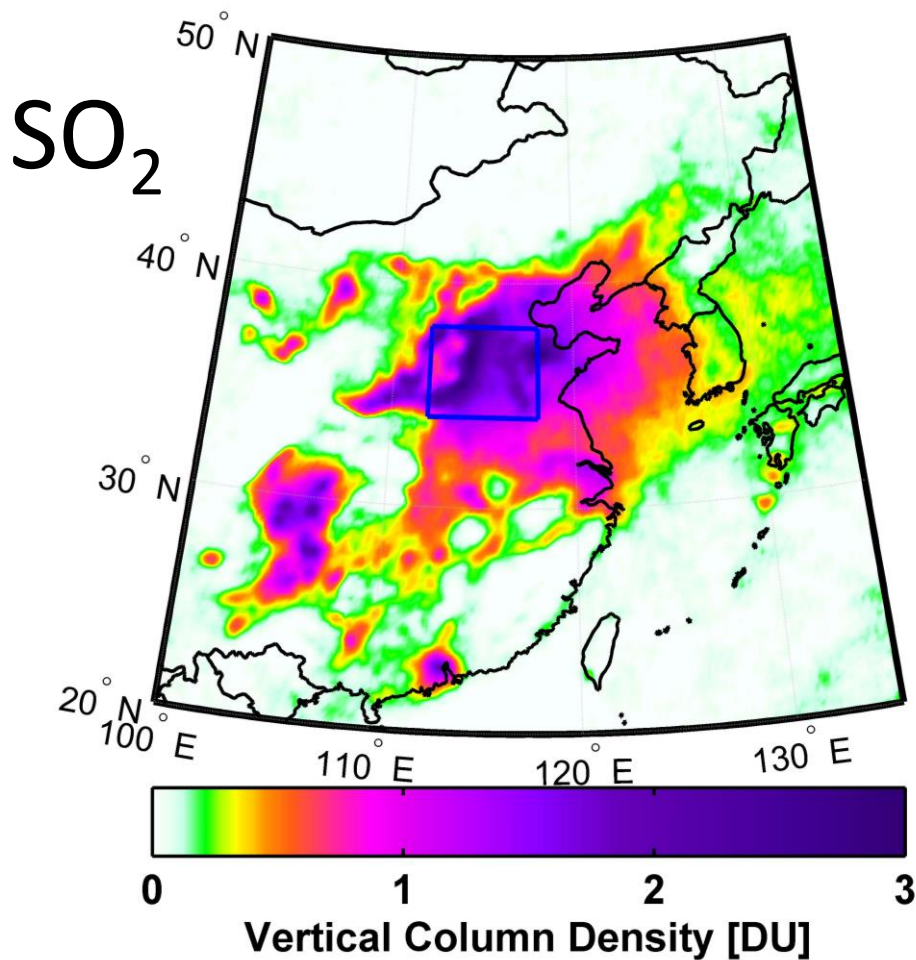 50° N
SO₂
40° N
30° N
20° N
100° E
110° E
120° E
130° E
0 1 2 3
Vertical Column Density [DU]